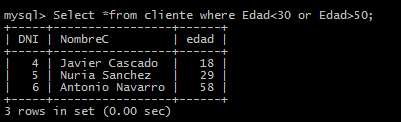 mysql> Select *from cliente where Edad<30 or Edad>50;
+-----+-----------------+------+
| DNI | NombreC | edad |
+-----+-----------------+------+
| 4 | Javier Cascado | 18 |
| 5 | Nuria Sanchez | 29 |
| 6 | Antonio Navarro | 58 |
+-----+-----------------+------+
3 rows in set (0.00 sec)